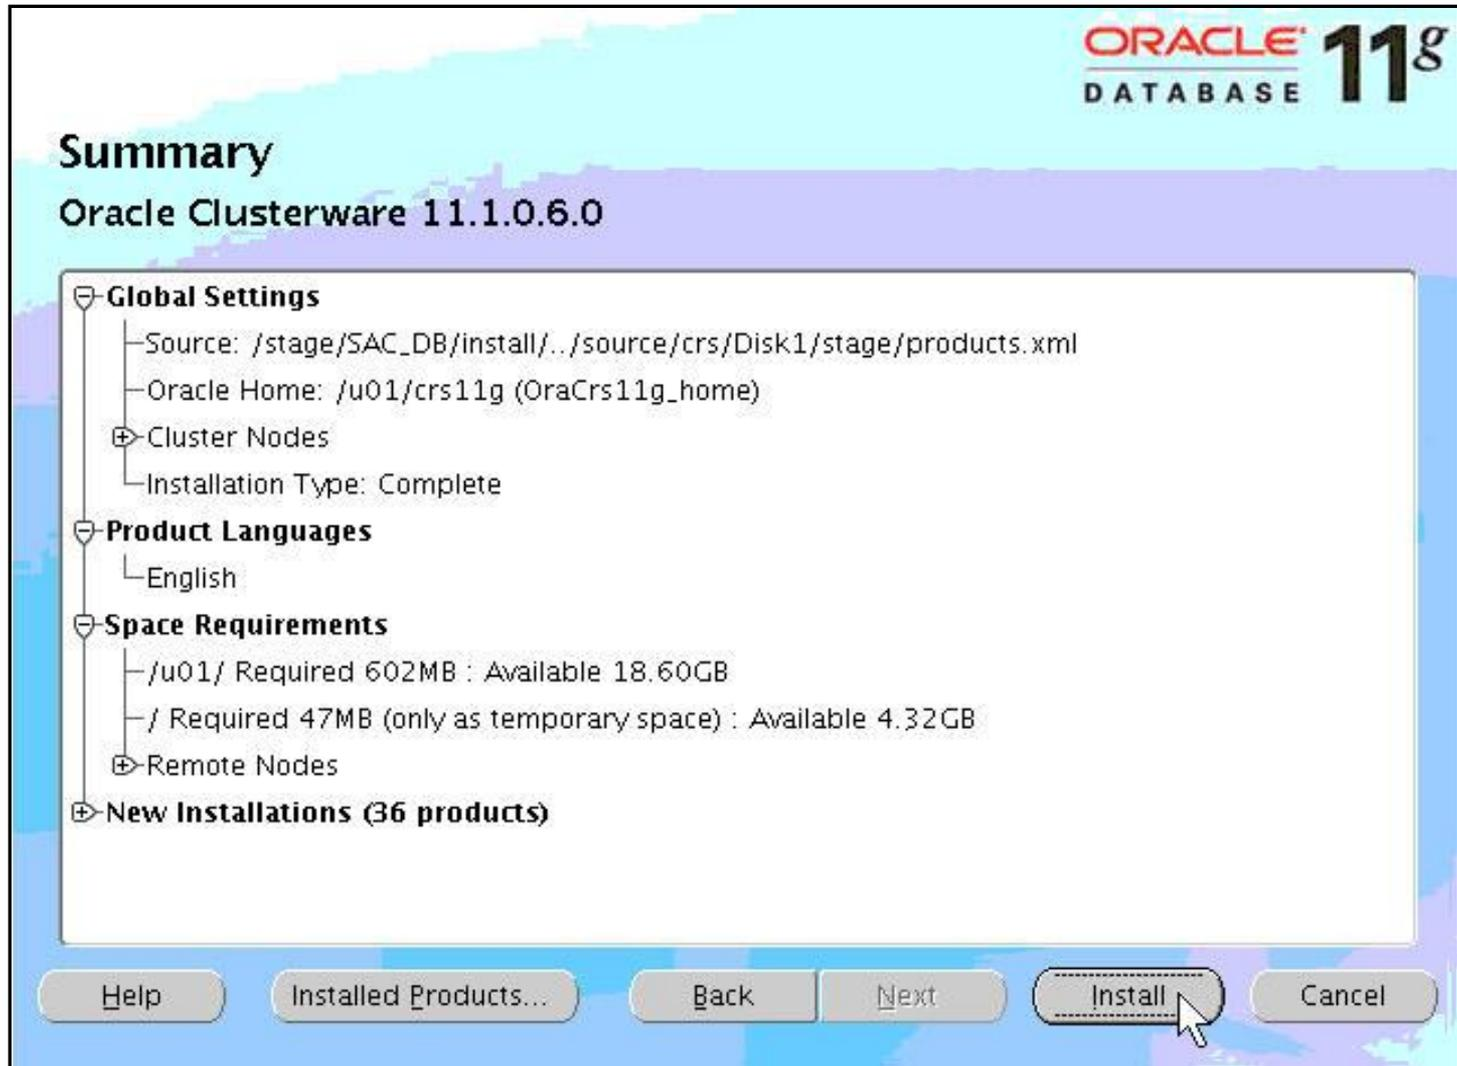 ORACLE 11g
DATABASE
Summary
Oracle Clusterware 11.1.0.6.0
Global Settings
Source: /stage/SAC_DB/install/../source/crs/Disk1/stage/products.xml
Oracle Home: /u01/crs11g (OraCrs11g_home)
Cluster Nodes
Installation Type: Complete
Product Languages
English
Space Requirements
/u01/ Required 602MB : Available 18.60GB
/ Required 47MB (only as temporary space) : Available 4.32GB
Remote Nodes
New Installations (36 products)
Help Installed Products... Back Next Install Cancel